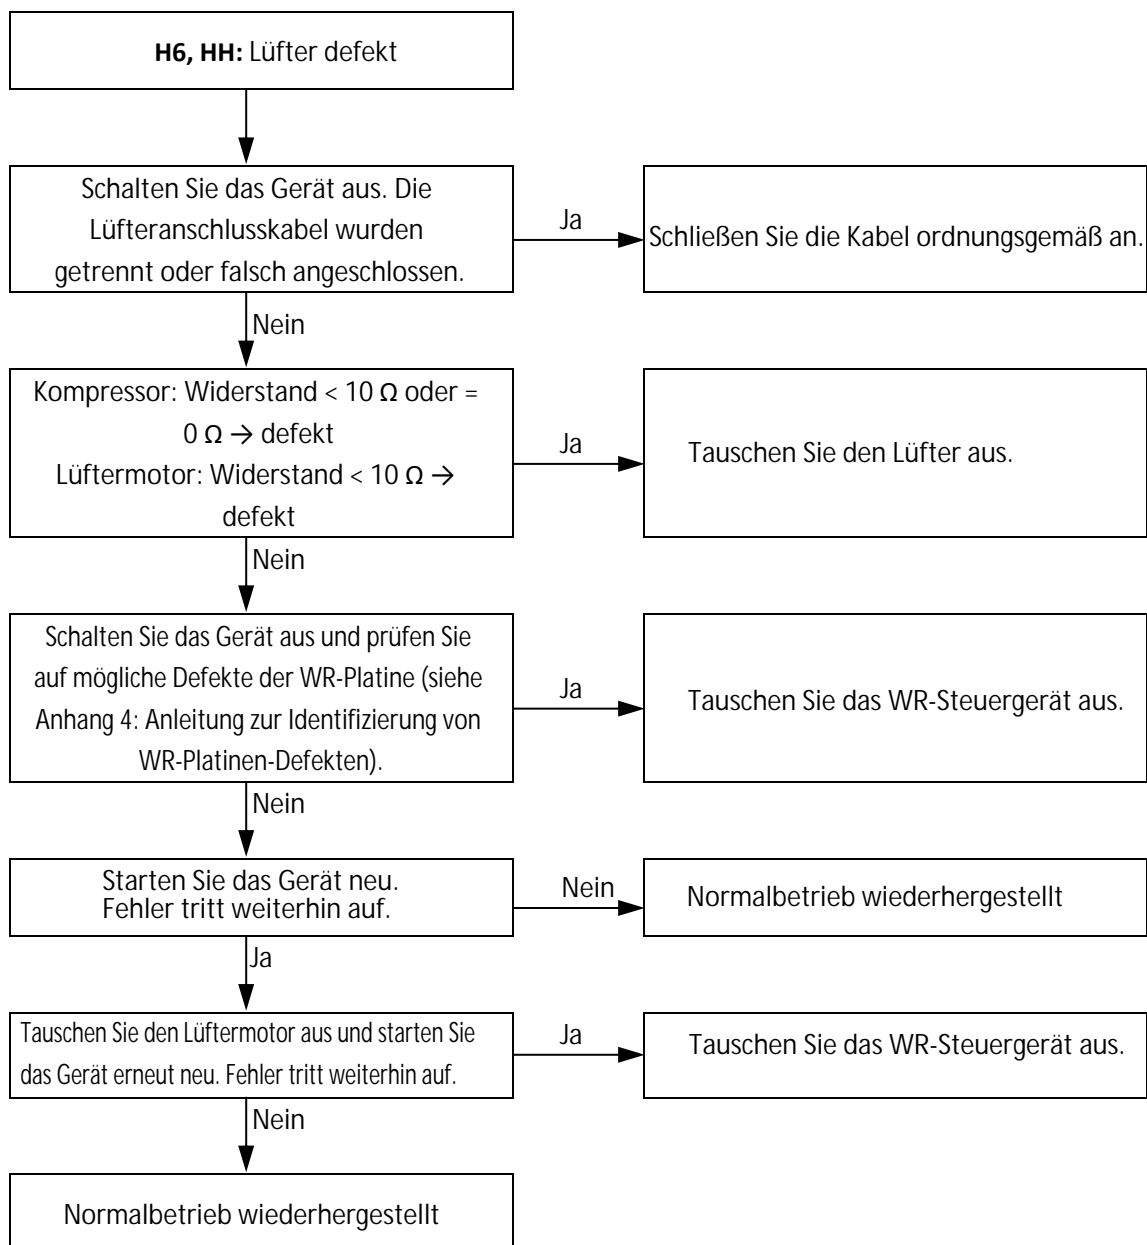 H6, HH: Lüfter defekt
Schalten Sie das Gerät aus. Die
Lüfteranschlusskabel wurden
getrennt oder falsch angeschlossen.
Ja
Schließen Sie die Kabel ordnungsgemäß an.
Nein
Kompressor: Widerstand < 10 Ω oder =
0 Ω → defekt
Lüftermotor: Widerstand < 10 Ω →
defekt
Ja
Tauschen Sie den Lüfter aus.
Nein
Schalten Sie das Gerät aus und prüfen Sie
auf mögliche Defekte der WR-Platine (siehe
Anhang 4: Anleitung zur Identifizierung von
WR-Platinen-Defekten).
Ja
Tauschen Sie das WR-Steuergerät aus.
Nein
Starten Sie das Gerät neu.
Fehler tritt weiterhin auf.
Nein
Normalbetrieb wiederhergestellt
Ja
Tauschen Sie den Lüftermotor aus und starten Sie
das Gerät erneut neu. Fehler tritt weiterhin auf.
Ja
Tauschen Sie das WR-Steuergerät aus.
Nein
Normalbetrieb wiederhergestellt